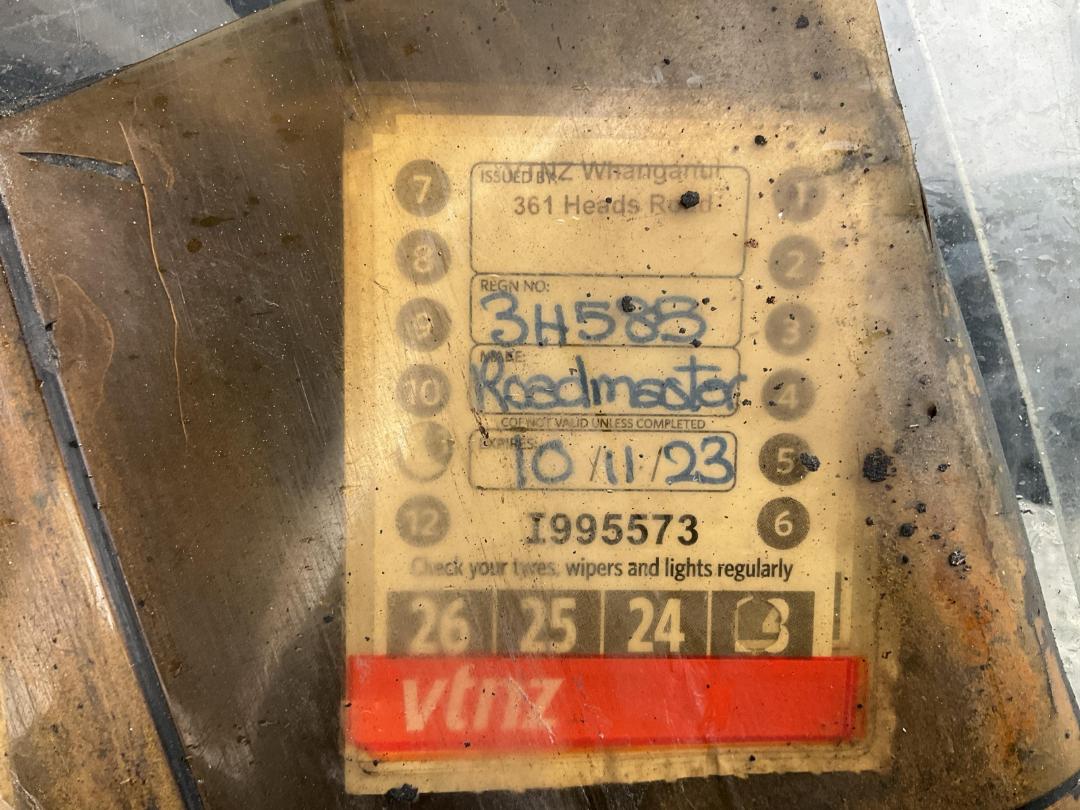 7
ISSUED BY:
VTNZ Whanganui
361 Heads Road
1
8
2
REGN NO:
9
3H588
3
MAKE:
10
Roadmaster
4
COF NOT VALID UNLESS COMPLETED
EXPIRES:
10/11/23
5
12
I995573
6
Check your tyres, wipers and lights regularly
26 25 24 23
vtnz